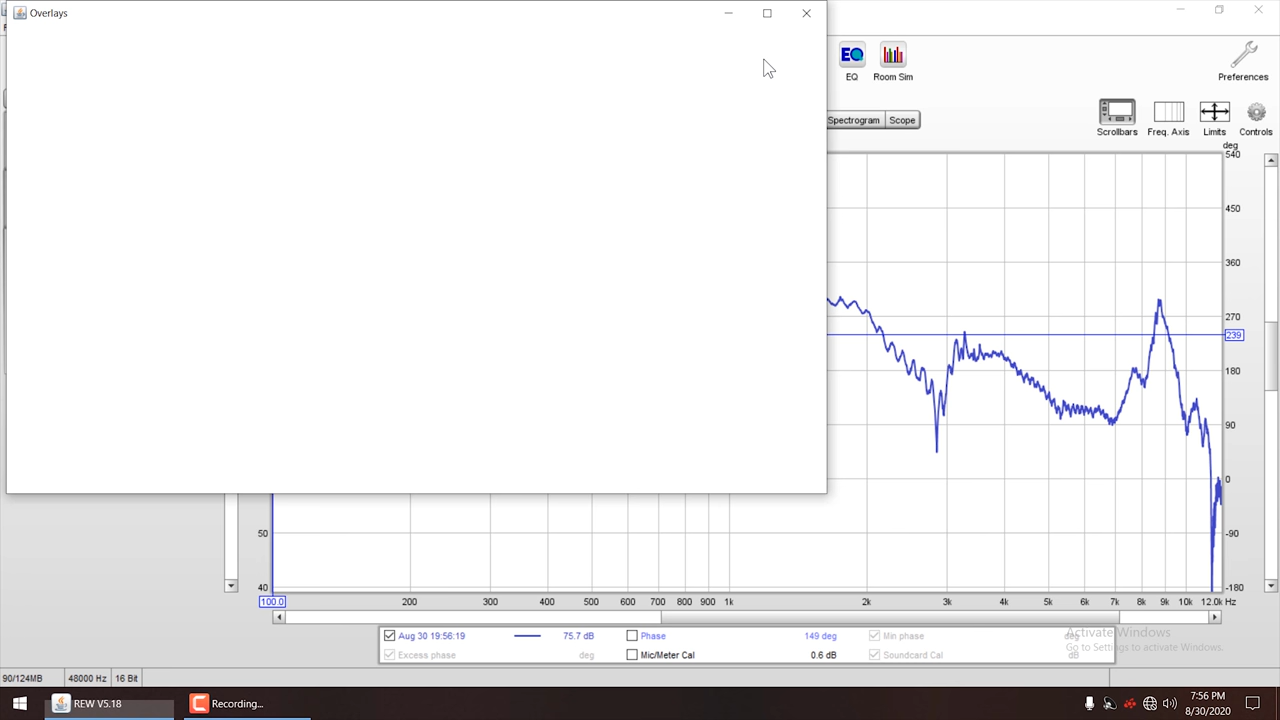 Overlays
EQ
EQ Room Sim
Preferences
Spectrogram Scope
Scrollbars Freq. Axis Limits Controls
deg
540
450
360
270
239
180
90
0
50 -90
40 -180
100.0 200 300 400 500 600 700 800 900 1k 2k 3k 4k 5k 6k 7k 8k 9k 10k 12.0k Hz
Aug 30 19:56:19 75.7 dB Phase 149 deg Min phase deg
Excess phase deg Mic/Meter Cal 0.6 dB Soundcard Cal dB
Activate Windows
Go to Settings to activate Windows.
90/124MB 48000 Hz 16 Bit
REW V5.18 Recording...
7:56 PM
8/30/2020